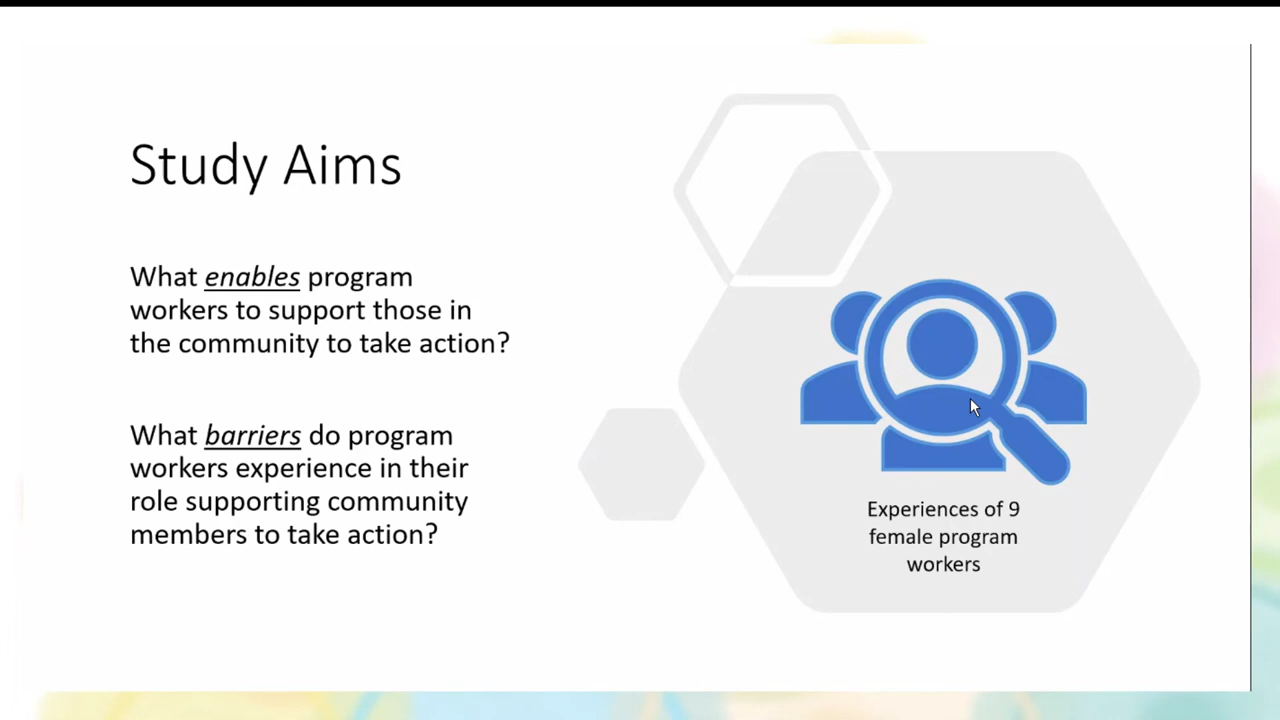 Study Aims
What enables program
workers to support those in
the community to take action?
What barriers do program
workers experience in their
role supporting community
members to take action?
Experiences of 9
female program
workers